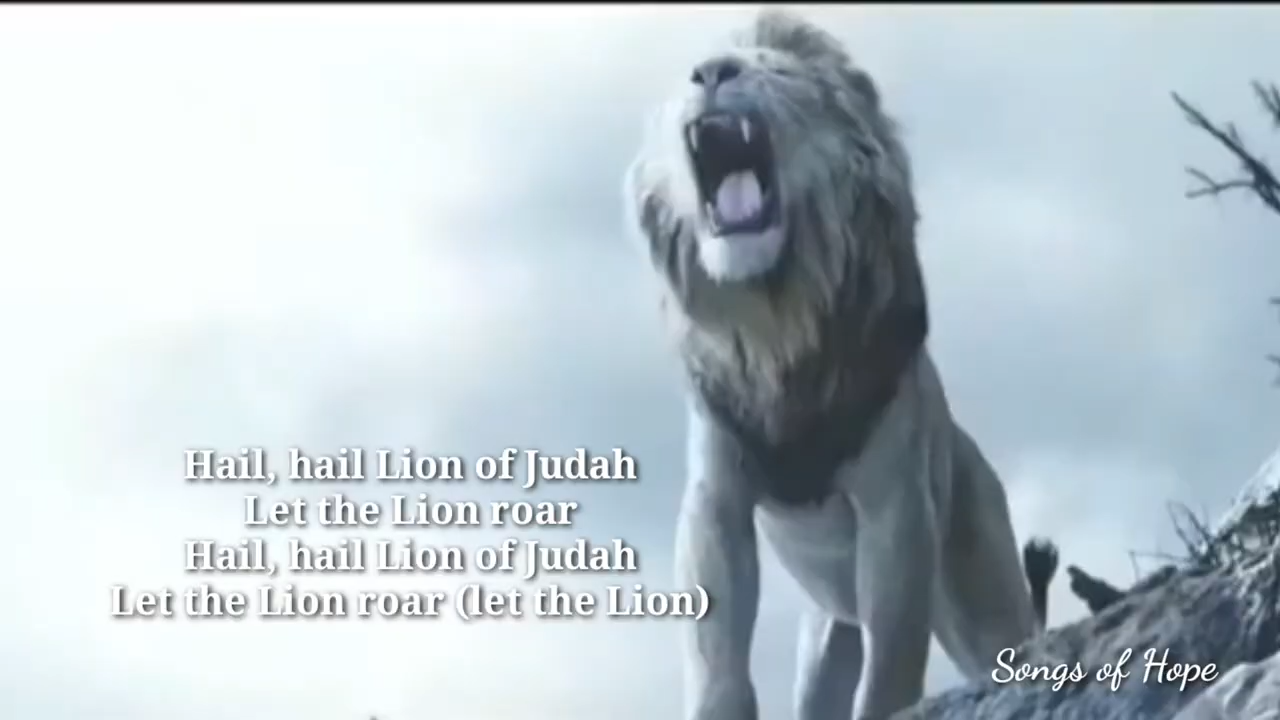 Hail, hail Lion of Judah
Let the Lion roar
Hail, hail Lion of Judah
Let the Lion roar (let the Lion)
Songs of Hope